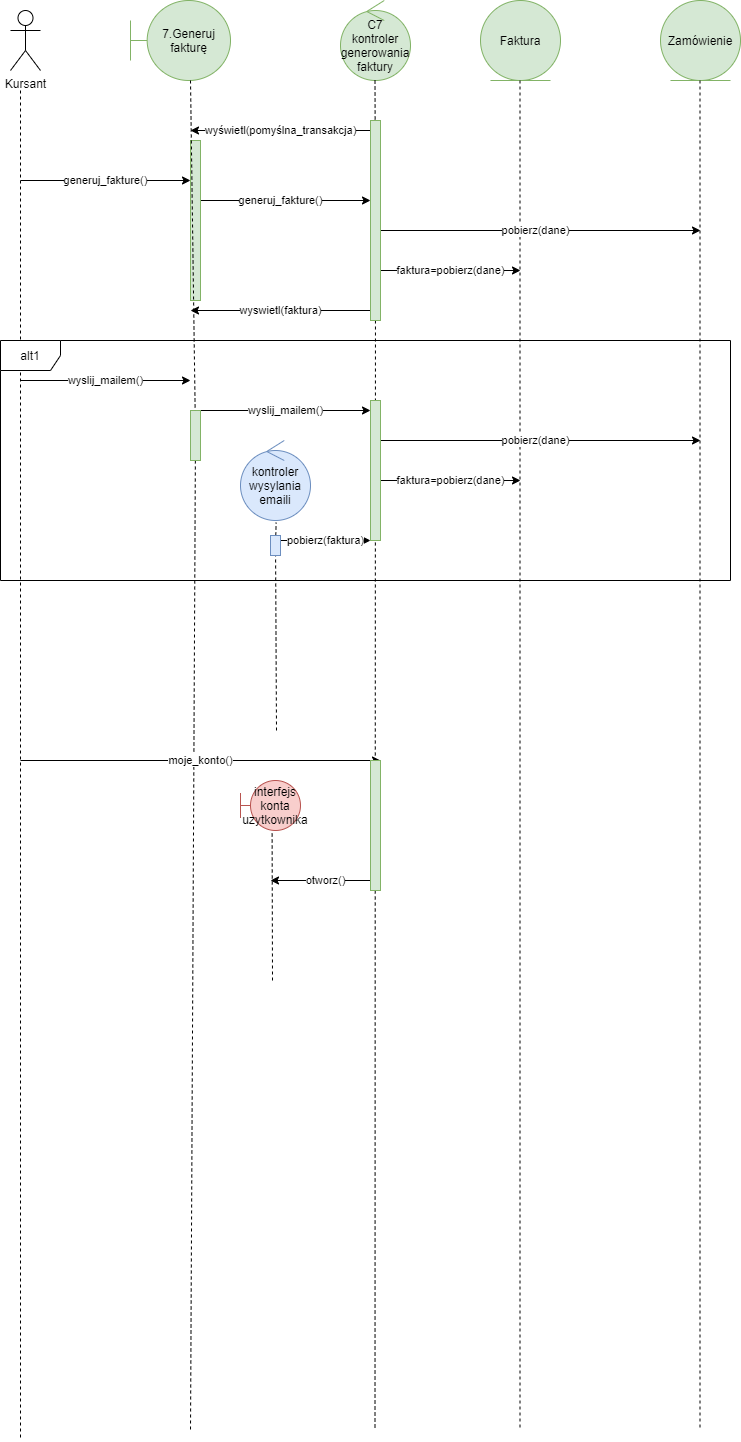 Kursant
7.Generuj
fakturę
C7
kontroler
generowania
faktury
Faktura
Zamówienie
wyświetl(pomyślna_transakcja)
generuj_fakture()
generuj_fakture()
pobierz(dane)
faktura=pobierz(dane)
wyswietl(faktura)
alt1
wyslij_mailem()
wyslij_mailem()
pobierz(dane)
kontroler
wysylania
emaili
faktura=pobierz(dane)
pobierz(faktura)
moje_konto()
interfejs
konta
uzytkownika
otworz()